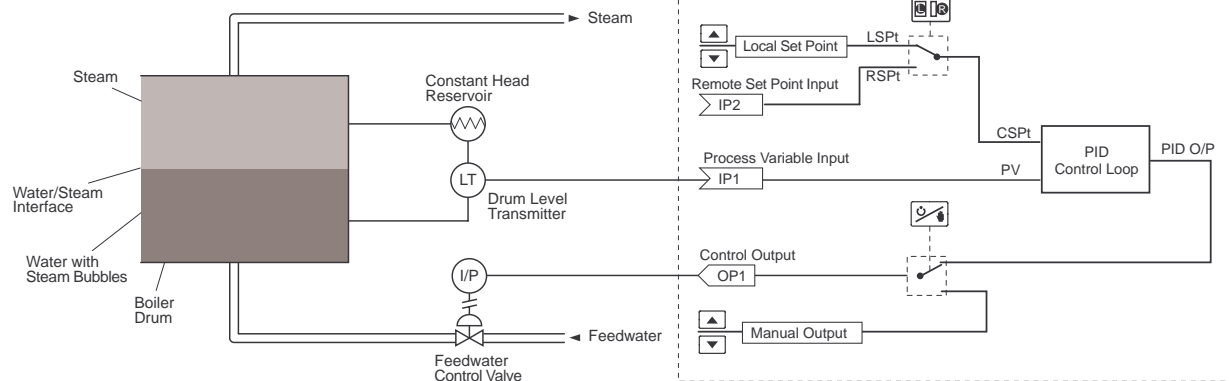 Steam
Steam
Constant Head
Reservoir
LT
Drum Level
Transmitter
Water/Steam
Interface
Water with
Steam Bubbles
Boiler
Drum
I/P
Feedwater
Feedwater
Control Valve
L R
Local Set Point
LSPt
RSPt
Remote Set Point Input
IP2
CSPt
Process Variable Input
IP1
PV
PID
Control Loop
PID O/P
Control Output
OP1
Manual Output